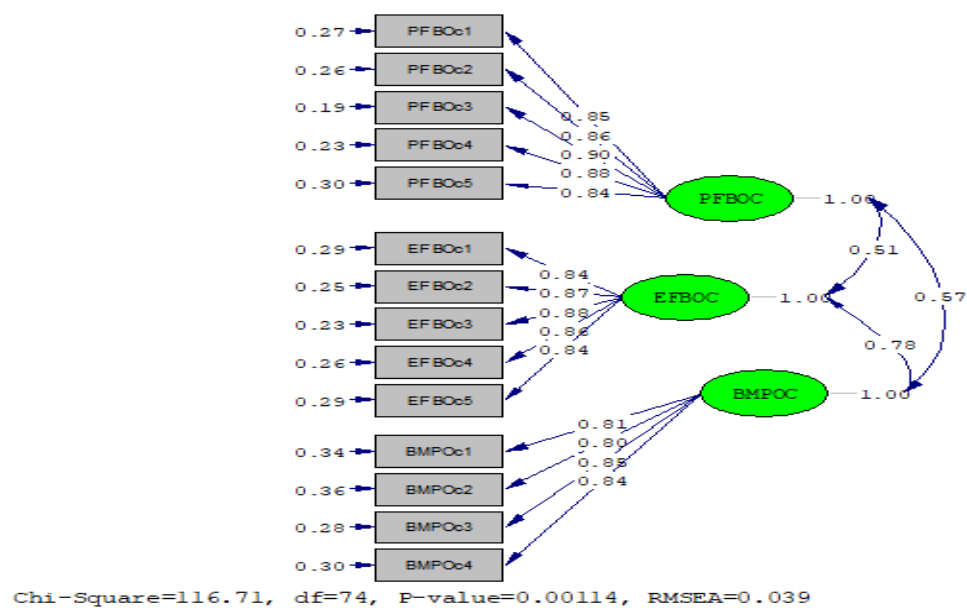 0.27 PFBOc1
0.26 PFBOc2
0.19 PFBOc3
0.23 PFBOc4
0.30 PFBOc5
0.85
0.86
0.90
0.88
0.84
PFBOC 1.00
0.51
0.29 EFBOc1
0.25 EFBOc2
0.23 EFBOc3
0.26 EFBOc4
0.29 EFBOc5
0.84
0.87
0.88
0.86
0.84
EFBOC 1.00
0.57
0.78
BMPOC 1.00
0.34 BMPOc1
0.36 BMPOc2
0.28 BMPOc3
0.30 BMPOc4
0.81
0.80
0.85
0.84
Chi-Square=116.71, df=74, P-value=0.00114, RMSEA=0.039